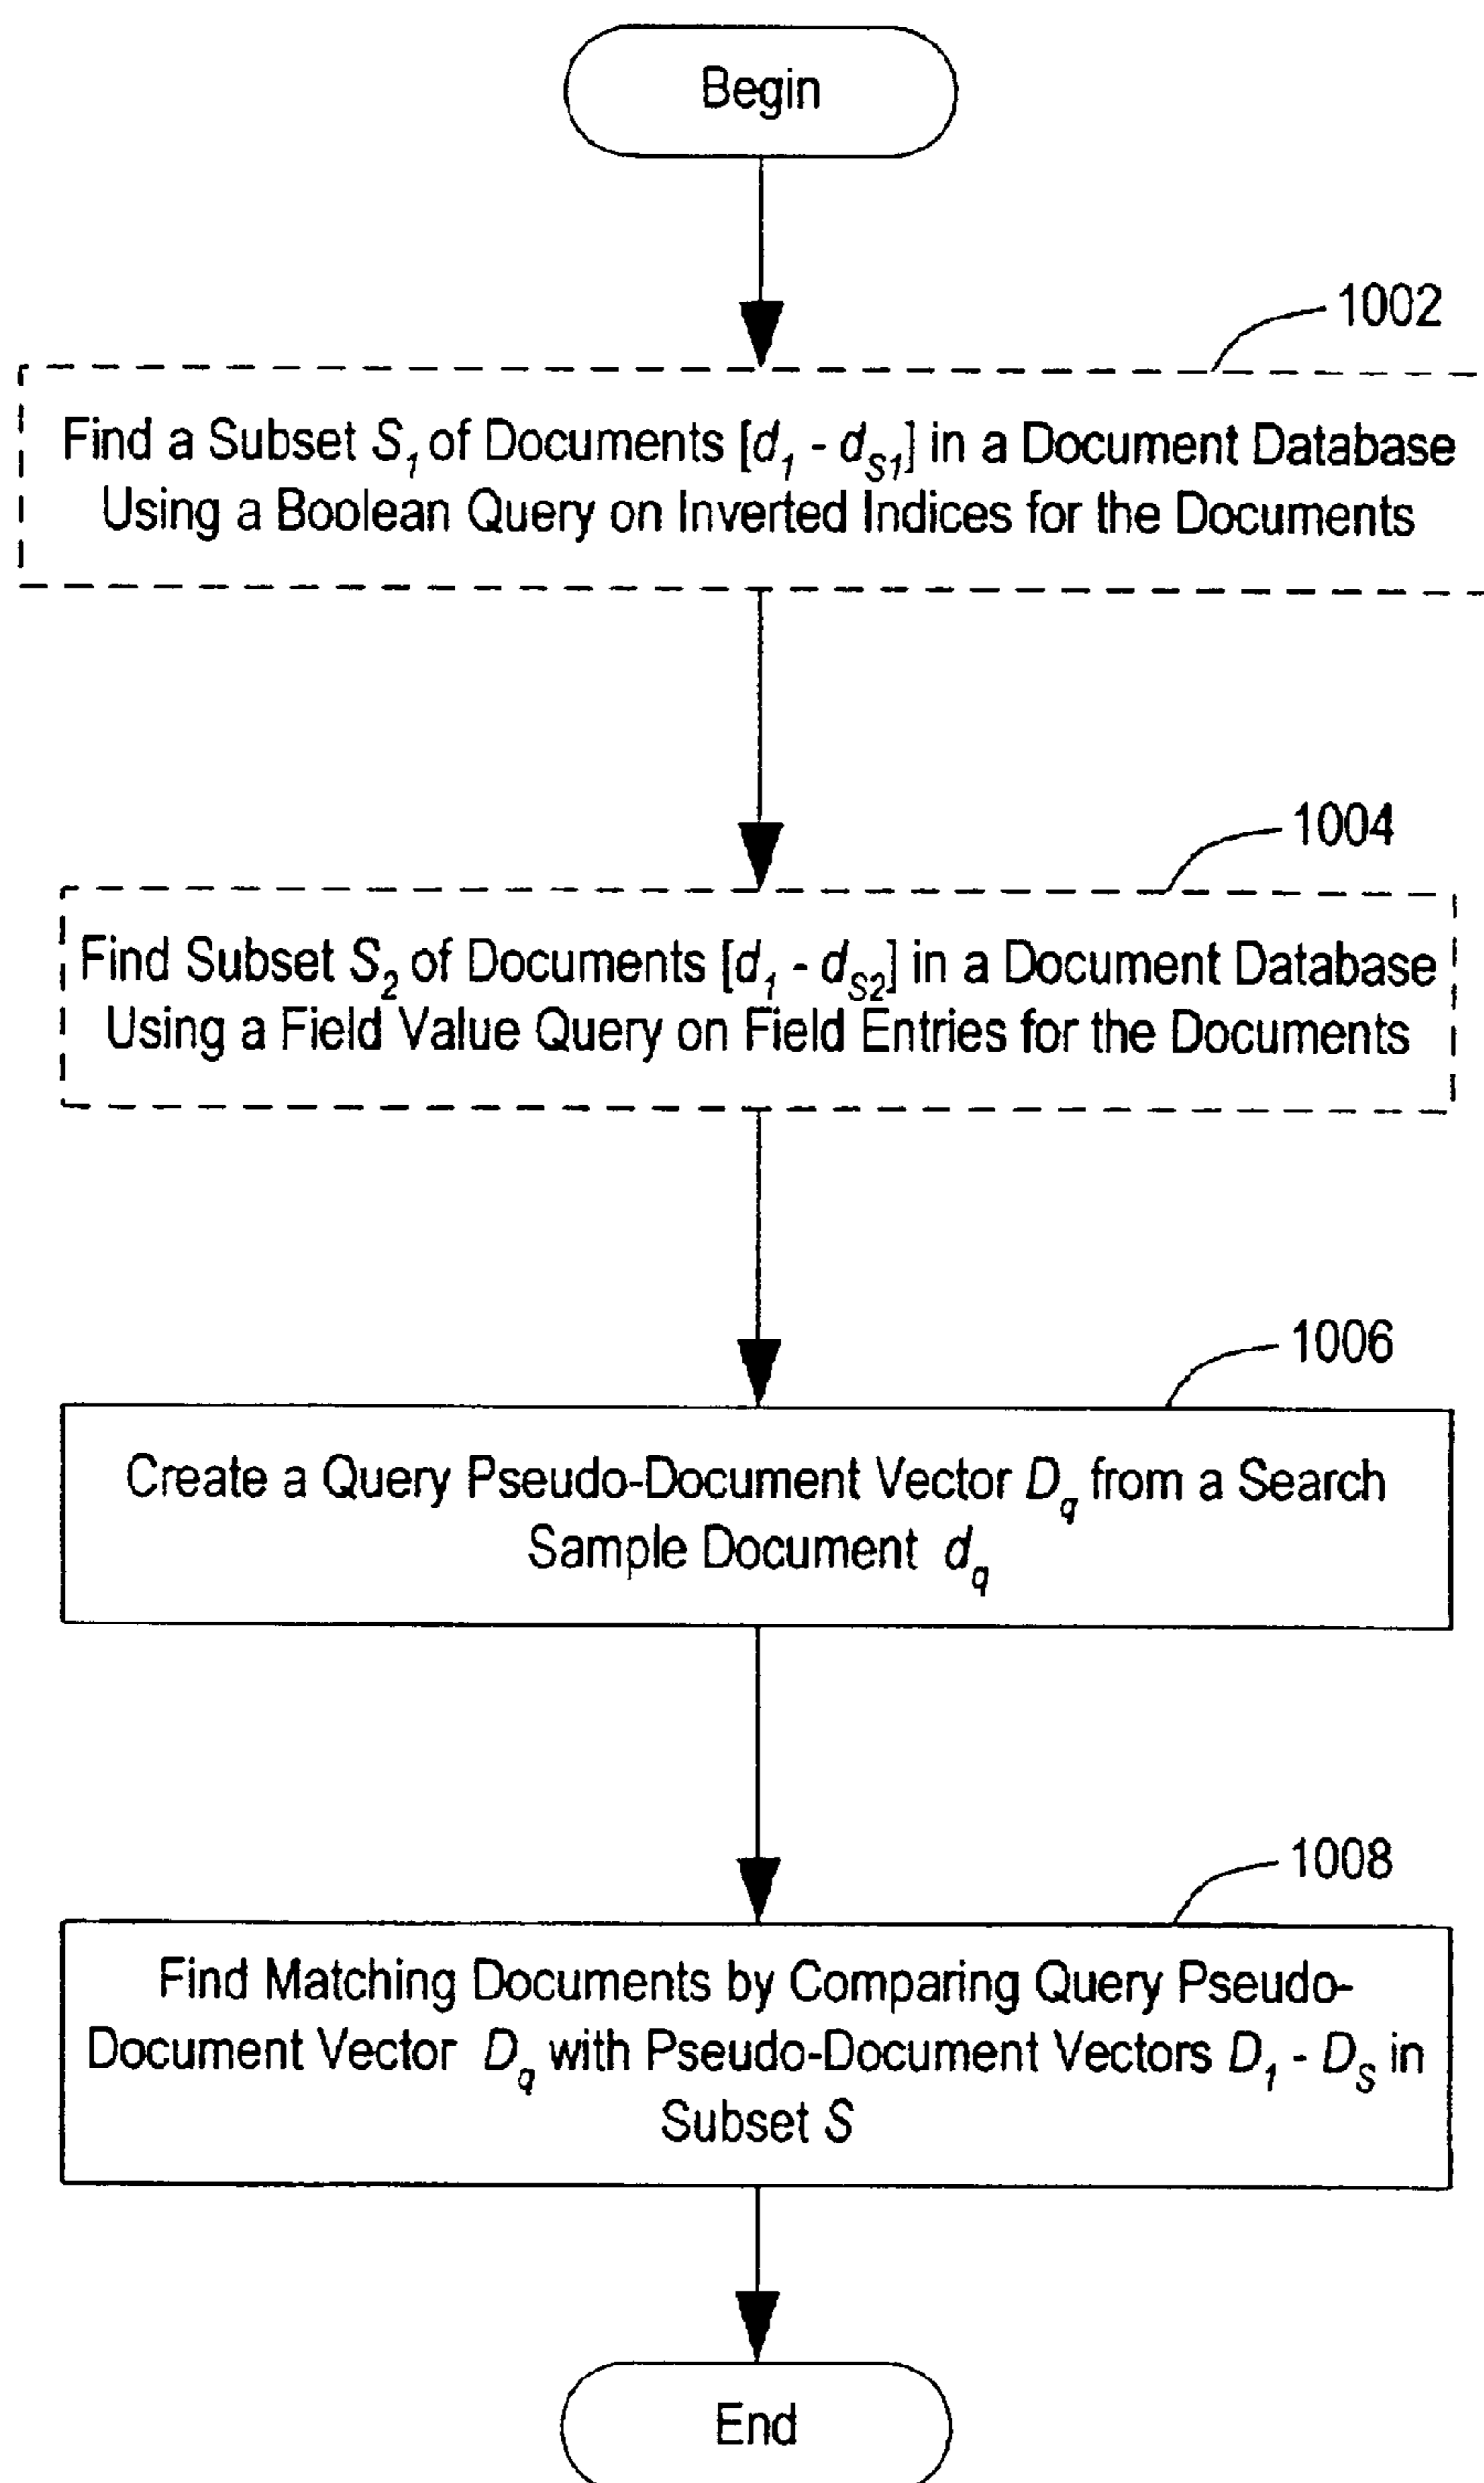 Begin
1002
Find a Subset S1 of Documents [d1 - dS1] in a Document Database
Using a Boolean Query on Inverted Indices for the Documents
1004
Find Subset S2 of Documents [d1 - dS2] in a Document Database
Using a Field Value Query on Field Entries for the Documents
1006
Create a Query Pseudo-Document Vector Dq from a Search
Sample Document dq
1008
Find Matching Documents by Comparing Query Pseudo-
Document Vector Dq with Pseudo-Document Vectors D1 - DS in
Subset S
End